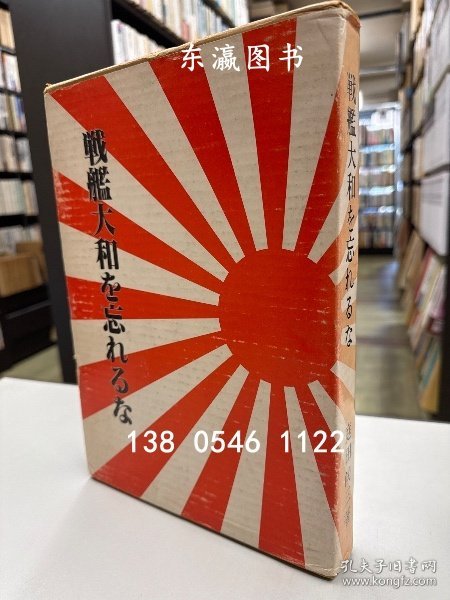 东瀛图书
戦艦大和を忘れるな
戦艦大和を忘れるな
138 0546 1122
孔夫子旧书网
www.kongfz.com